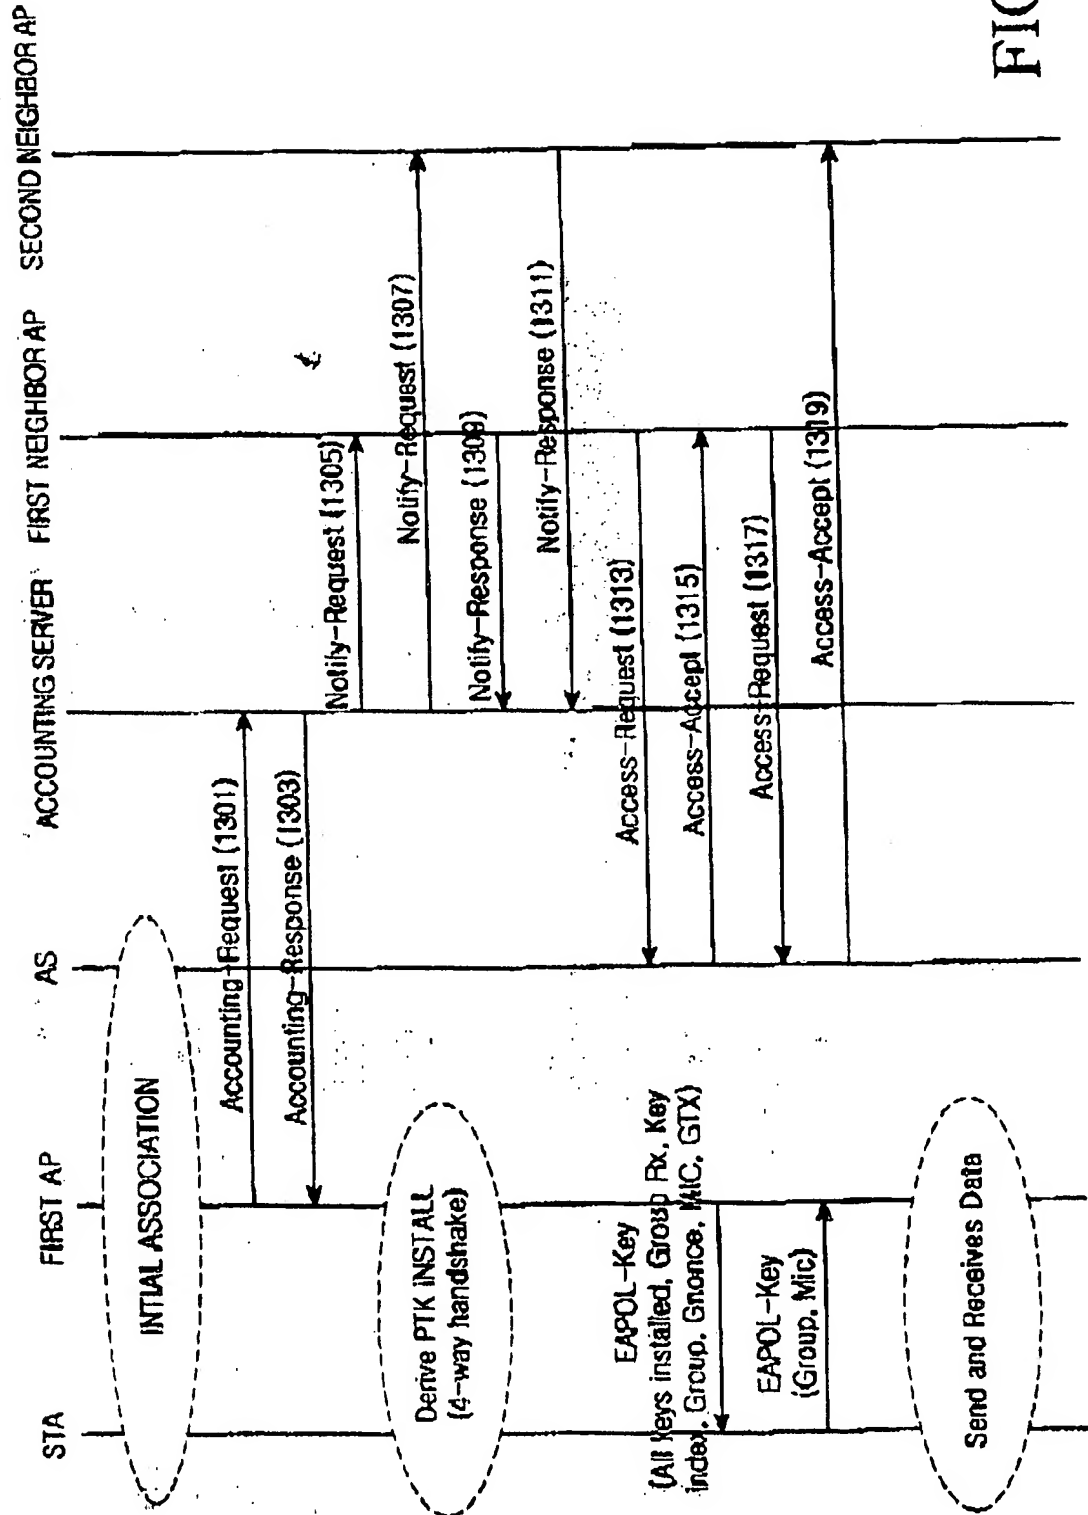 STA
FIRST AP
AS
ACCOUNTING SERVER
FIRST NEIGHBOR AP
SECOND NEIGHBOR AP
INTIAL ASSOCIATION
Accounting-Request (1301)
Accounting-Response (1303)
Notify-Request (1305)
Notify-Request (1307)
Derive PTK INSTALL
(4-way handshake)
Notify-Response (1309)
Notify-Response (1311)
EAPOL-Key
(All keys installed, Group Rx, Key
index, Group, Gnonce, MIC, GTX)
Access-Request (1313)
Access-Accept (1315)
EAPOL-Key
(Group, Mic)
Access-Request (1317)
Access-Accept (1319)
Send and Receives Data